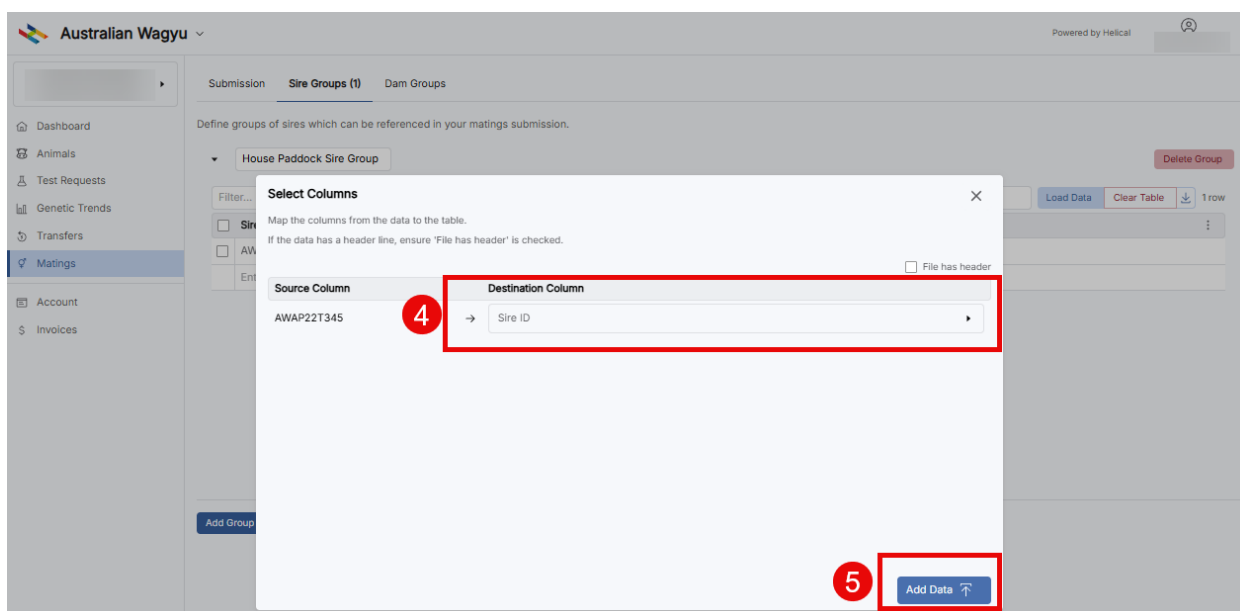 Australian Wagyu
Powered by Helical
Submission Sire Groups (1) Dam Groups
Dashboard
Animals
Test Requests
Genetic Trends
Transfers
Matings
Account
$ Invoices
Define groups of sires which can be referenced in your matings submission.
House Paddock Sire Group
Delete Group
Filter...
Load Data Clear Table 1 row
Sire
AW
Ent
Select Columns
Map the columns from the data to the table.
If the data has a header line, ensure 'File has header' is checked.
File has header
Source Column Destination Column
AWAP22T345 4 → Sire ID
Add Group
5 Add Data